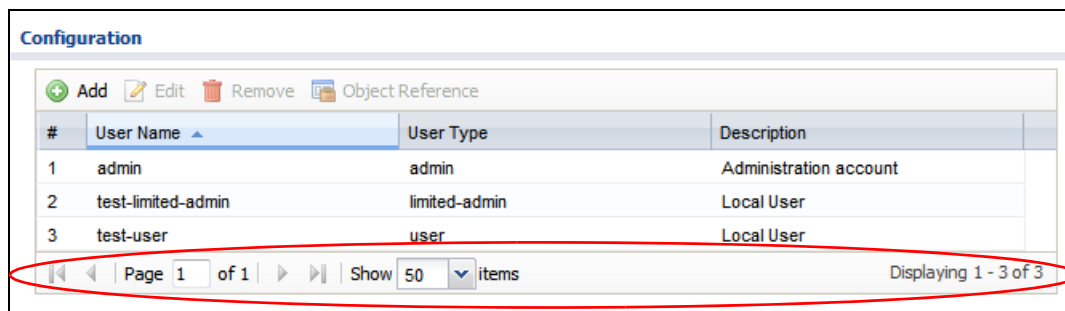 Configuration
Add Edit Remove Object Reference
# User Name User Type Description
1 admin admin Administration account
2 test-limited-admin limited-admin Local User
3 test-user user Local User
Page 1 of 1 Show 50 items Displaying 1 - 3 of 3